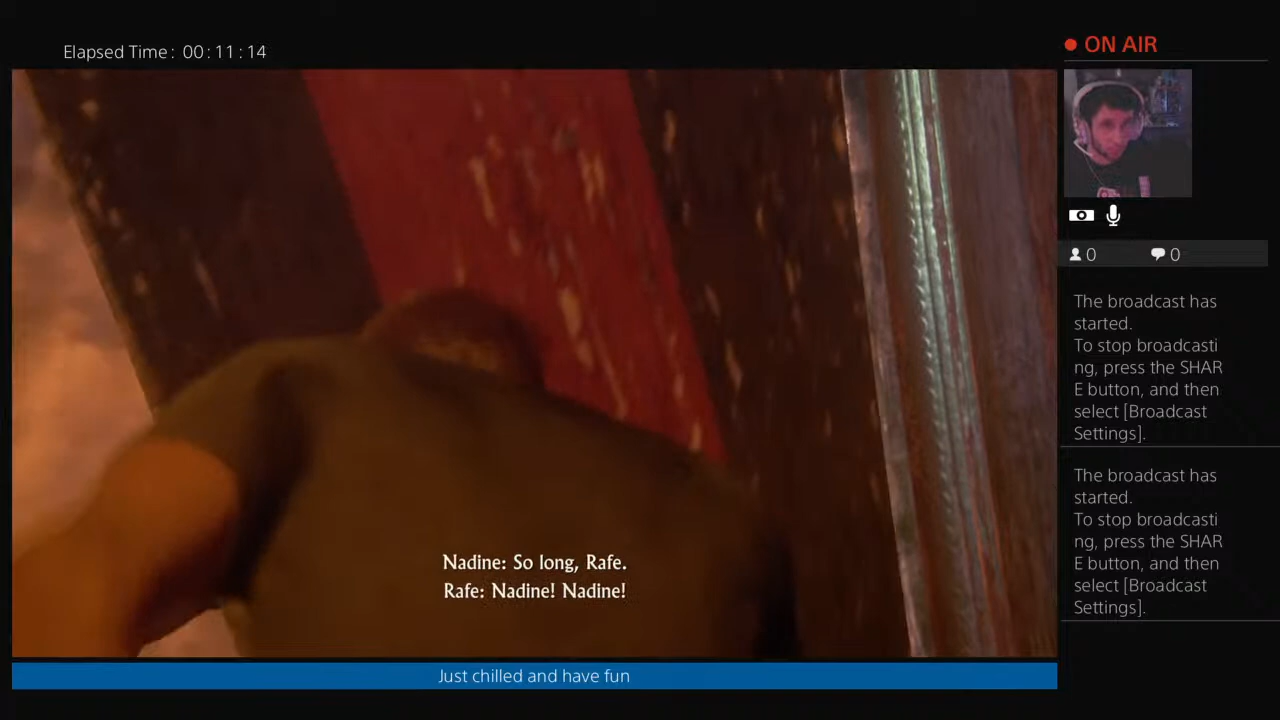 Elapsed Time: 00:11:14
ON AIR
0
0
The broadcast has
started.
To stop broadcasti
ng, press the SHAR
E button, and then
select [Broadcast
Settings].
The broadcast has
started.
To stop broadcasti
ng, press the SHAR
E button, and then
select [Broadcast
Settings].
Nadine: So long, Rafe.
Rafe: Nadine! Nadine!
Just chilled and have fun